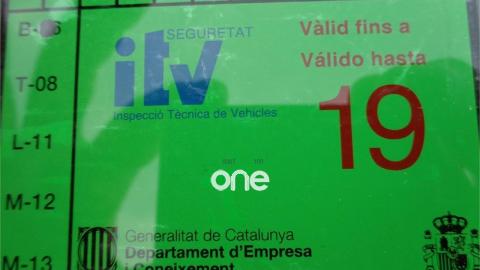 B-06
SEGURETAT
itv
Inspecció Tècnica de Vehicles
Vàlid fins a
Válido hasta
19
T-08
L-11
M-12
M-13
one
Generalitat de Catalunya
Departament d'Empresa
i Coneixement